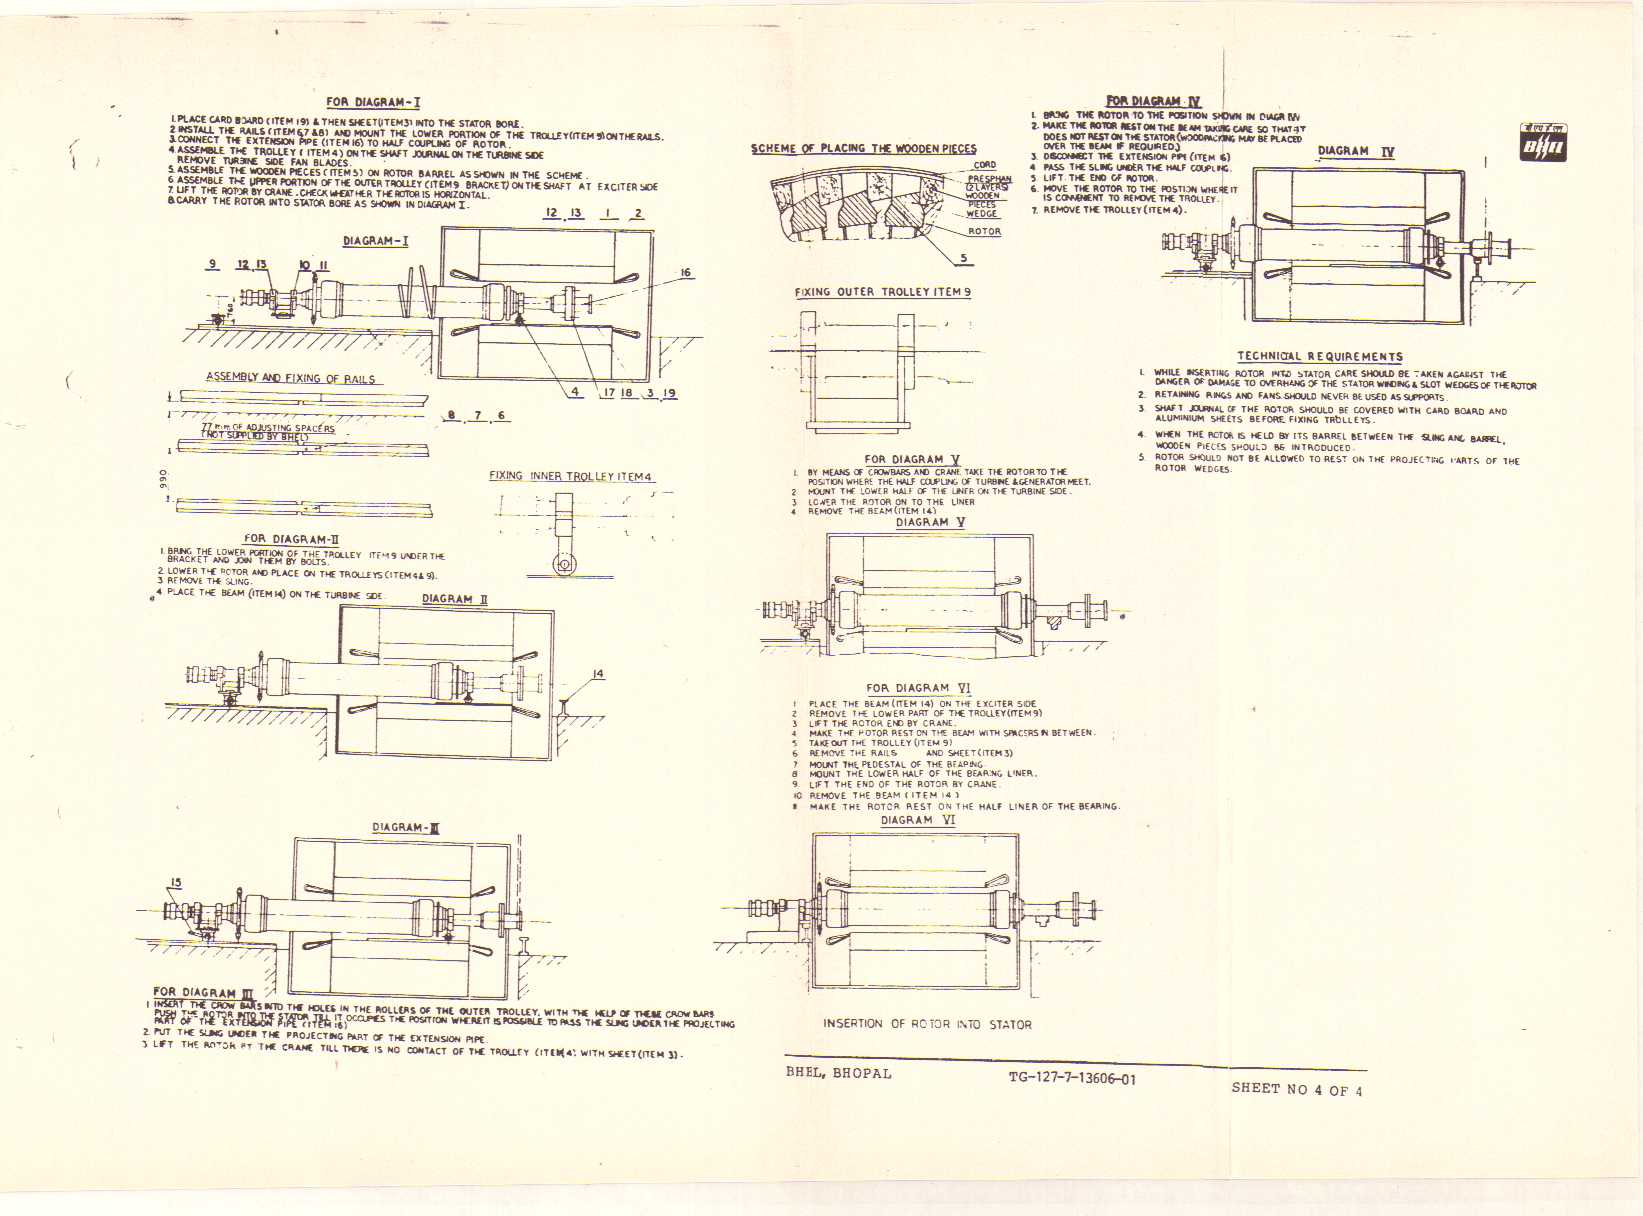 FOR DIAGRAM-I
1. PLACE CARD BOARD (ITEM 19) & THEN SHEET (ITEM3) INTO THE STATOR BORE.
2. INSTALL THE RAILS (ITEM 6,7 & 8) AND MOUNT THE LOWER PORTION OF THE TROLLEY (ITEM 9) ON THE RAILS.
3. CONNECT THE EXTENSION PIPE (ITEM 16) TO HALF COUPLING OF ROTOR.
4. ASSEMBLE THE TROLLEY ( ITEM 4 ) ON THE SHAFT JOURNAL ON THE TURBINE SIDE
REMOVE TURBINE SIDE FAN BLADES.
5. ASSEMBLE THE WOODEN PIECES ( ITEM 5 ) ON ROTOR BARREL AS SHOWN IN THE SCHEME.
6. ASSEMBLE THE UPPER PORTION OF THE OUTER TROLLEY (ITEM 9 BRACKET) ON THE SHAFT AT EXCITER SIDE
7. LIFT THE ROTOR BY CRANE. CHECK WHEATHER THE ROTOR IS HORIZONTAL.
8. CARRY THE ROTOR INTO STATOR BORE AS SHOWN IN DIAGRAM I.
DIAGRAM-I
12, 13 1 2
9 12,13 10, 11
16
760
4 17 18 3,19
ASSEMBLY AND FIXING OF RAILS
8, 7, 6
77 m.m OF ADJUSTING SPACERS
(NOT SUPPLIED BY BHEL)
990
FIXING INNER TROLLEY ITEM 4
FOR DIAGRAM-II
1. BRING THE LOWER PORTION OF THE TROLLEY ITEM 9 UNDER THE
BRACKET AND JOIN THEM BY BOLTS.
2. LOWER THE ROTOR AND PLACE ON THE TROLLEYS (ITEM 4 & 9).
3 REMOVE THE SLING.
4. PLACE THE BEAM (ITEM 14) ON THE TURBINE SIDE.
DIAGRAM II
14
DIAGRAM-III
15
FOR DIAGRAM III
1 INSERT THE CROW BARS INTO THE HOLES IN THE ROLLERS OF THE OUTER TROLLEY, WITH THE HELP OF THESE CROW BARS
PUSH THE ROTOR INTO THE STATOR TILL IT OCCUPIES THE POSITION WHERE IT IS POSSIBLE TO PASS THE SLING UNDER THE PROJECTING
PART OF THE EXTENSION PIPE (ITEM 16)
2. PUT THE SLING UNDER THE PROJECTING PART OF THE EXTENSION PIPE.
3 LIFT THE ROTOR BY THE CRANE TILL THERE IS NO CONTACT OF THE TROLLEY (ITEM 4) WITH SHEET (ITEM 3).
SCHEME OF PLACING THE WOODEN PIECES
CORD
PRESPHAN
(2 LAYERS)
WOODEN
PIECES
WEDGE
ROTOR
5
FIXING OUTER TROLLEY ITEM 9
FOR DIAGRAM V
1. BY MEANS OF CROWBARS AND CRANE TAKE THE ROTOR TO THE
POSITION WHERE THE HALF COUPLING OF TURBINE & GENERATOR MEET.
2 MOUNT THE LOWER HALF OF THE LINER ON THE TURBINE SIDE.
3 LOWER THE ROTOR ON TO THE LINER
4 REMOVE THE BEAM (ITEM 14)
DIAGRAM V
FOR DIAGRAM VI
1 PLACE THE BEAM (ITEM 14) ON THE EXCITER SIDE
2 REMOVE THE LOWER PART OF THE TROLLEY (ITEM 9)
3 LIFT THE ROTOR END BY CRANE.
4 MAKE THE ROTOR REST ON THE BEAM WITH SPACERS IN BETWEEN.
5 TAKE OUT THE TROLLEY (ITEM 9)
6 REMOVE THE RAILS AND SHEET (ITEM 3)
7 MOUNT THE PEDESTAL OF THE BEARING.
8 MOUNT THE LOWER HALF OF THE BEARING LINER.
9. LIFT THE END OF THE ROTOR BY CRANE.
10 REMOVE THE BEAM ( ITEM 14 )
MAKE THE ROTOR REST ON THE HALF LINER OF THE BEARING.
DIAGRAM VI
INSERTION OF ROTOR INTO STATOR
FOR DIAGRAM IV
1. BRING THE ROTOR TO THE POSITION SHOWN IN DIAGR IV
2. MAKE THE ROTOR REST ON THE BEAM TAKING CARE SO THAT IT
DOES NOT REST ON THE STATOR (WOODPACKING MAY BE PLACED
OVER THE BEAM IF REQUIRED.)
3. DISCONNECT THE EXTENSION PIPE (ITEM 16)
4 PASS THE SLING UNDER THE HALF COUPLING.
5 LIFT THE END OF ROTOR.
6. MOVE THE ROTOR TO THE POSTION WHERE IT
IS CONVENIENT TO REMOVE THE TROLLEY.
7. REMOVE THE TROLLEY (ITEM 4).
DIAGRAM IV
बीएचईएल
BHEL
TECHNICAL REQUIREMENTS
1. WHILE INSERTING ROTOR INTO STATOR CARE SHOULD BE TAKEN AGAINST THE
DANGER OF DAMAGE TO OVERHANG OF THE STATOR WINDING & SLOT WEDGES OF THE ROTOR
2. RETAINING RINGS AND FANS SHOULD NEVER BE USED AS SUPPORTS.
3. SHAFT JOURNAL OF THE ROTOR SHOULD BE COVERED WITH CARD BOARD AND
ALUMINIUM SHEETS BEFORE FIXING TROLLEYS.
4. WHEN THE ROTOR IS HELD BY ITS BARREL BETWEEN THE SLING AND BARREL,
WOODEN PIECES SHOULD BE INTRODUCED.
5. ROTOR SHOULD NOT BE ALLOWED TO REST ON THE PROJECTING PARTS OF THE
ROTOR WEDGES.
BHEL, BHOPAL TG-127-7-13606-01 SHEET NO 4 OF 4